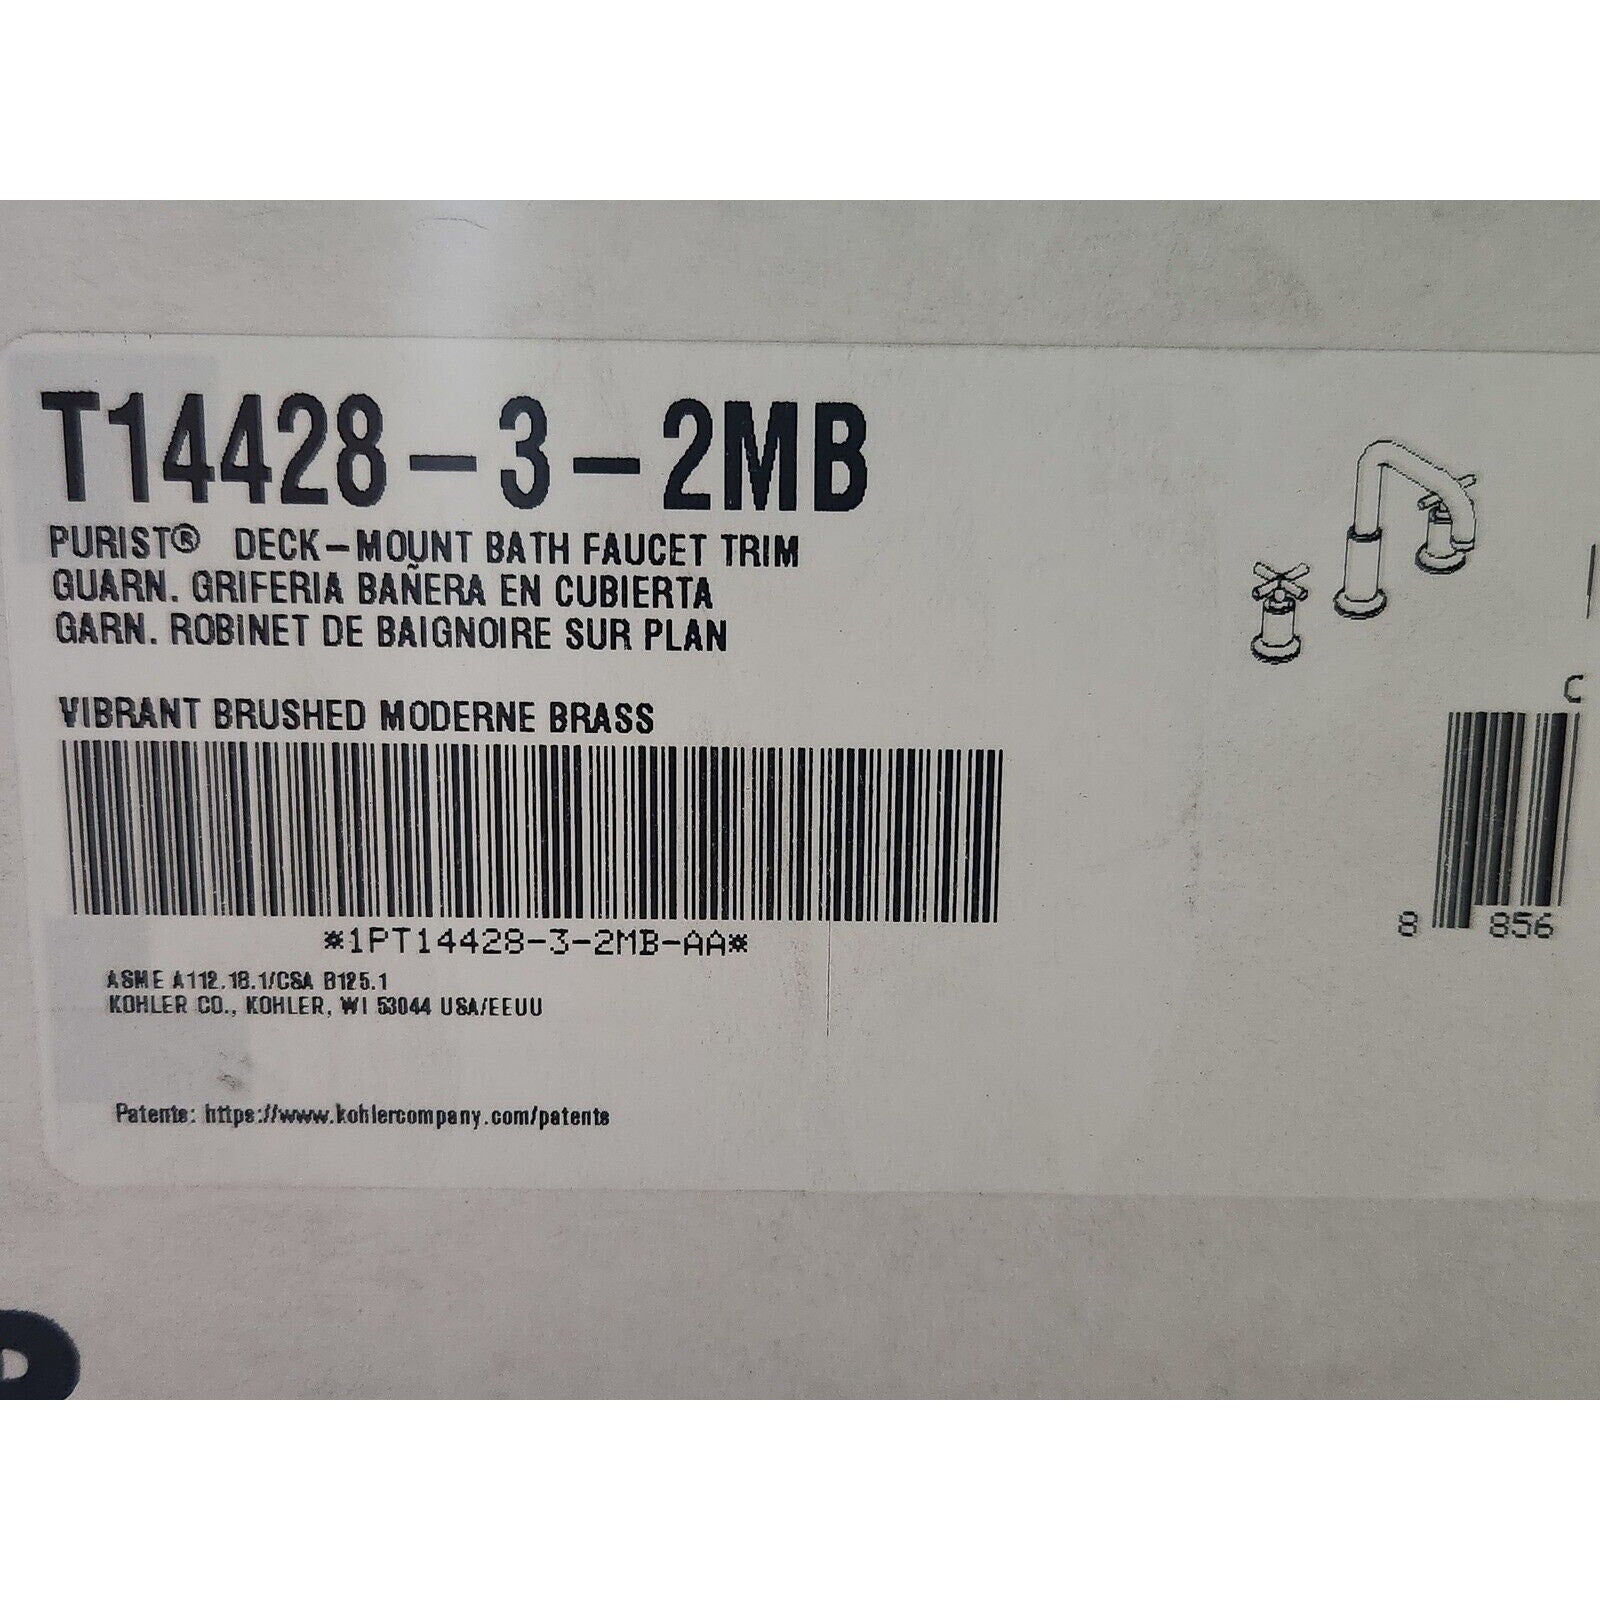 T14428-3-2MB
PURIST® DECK-MOUNT BATH FAUCET TRIM
GUARN. GRIFERIA BAÑERA EN CUBIERTA
GARN. ROBINET DE BAIGNOIRE SUR PLAN
VIBRANT BRUSHED MODERNE BRASS
*1PT14428-3-2MB-AA*
ASME A112.18.1/CSA B125.1
KOHLER CO., KOHLER, WI 53044 USA/EEUU
Patents: https://www.kohlercompany.com/patents
C
8 856